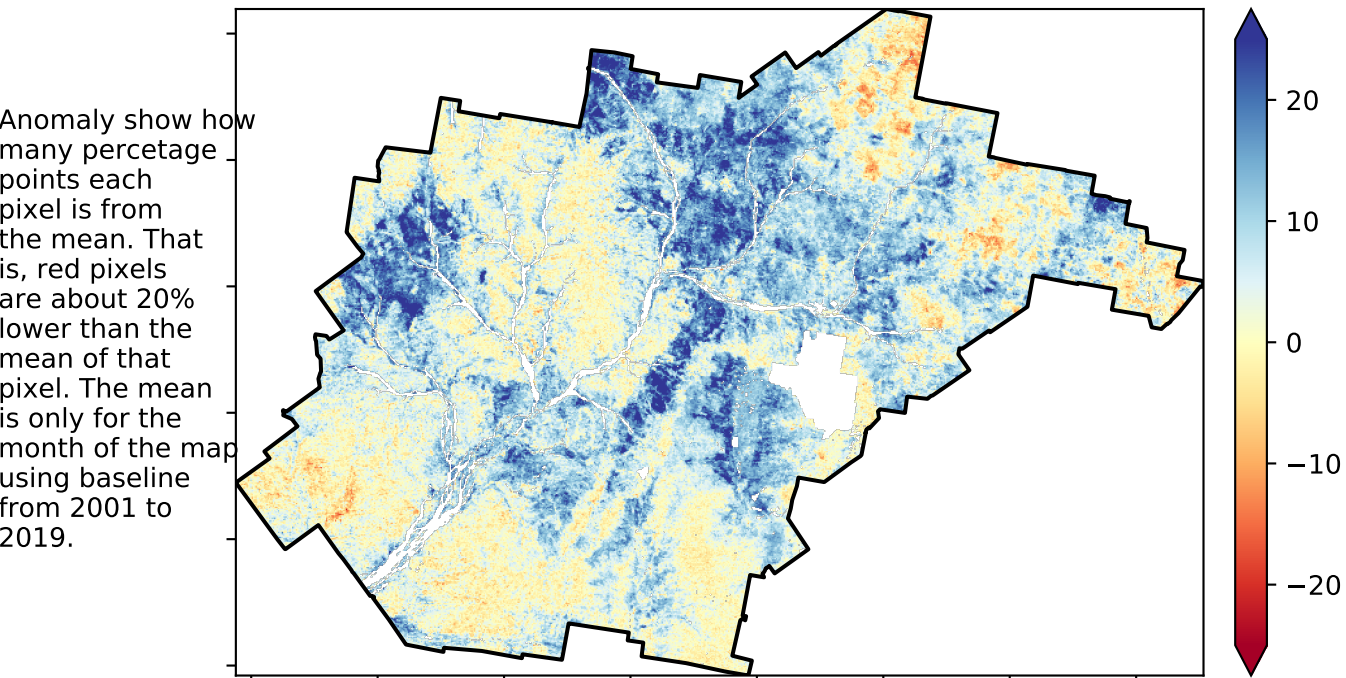 Anomaly show how
many percetage
points each
pixel is from
the mean. That
is, red pixels
are about 20%
lower than the
mean of that
pixel. The mean
is only for the
month of the map
using baseline
from 2001 to
2019.
20
10
0
−10
−20